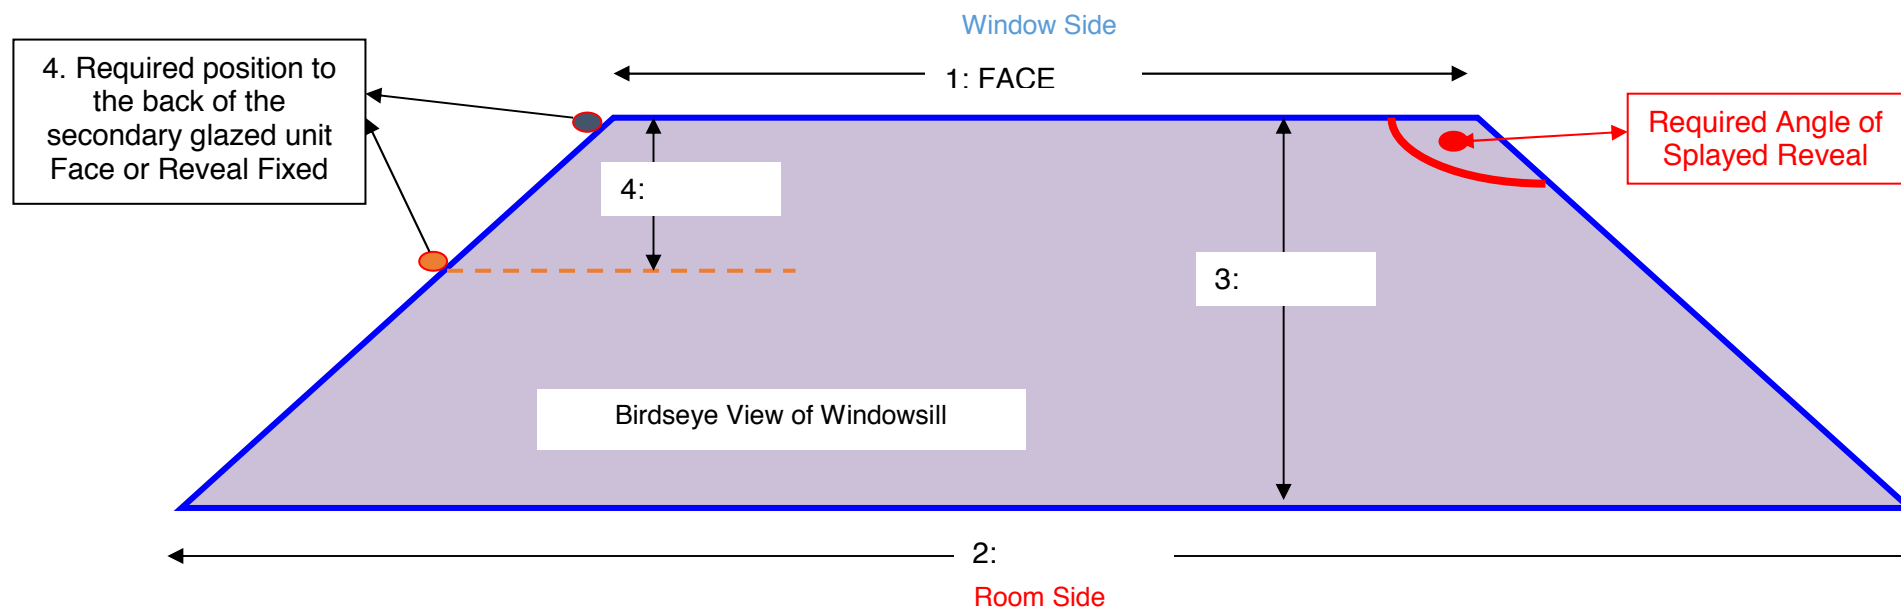 Window Side
4. Required position to
the back of the
secondary glazed unit
Face or Reveal Fixed
1: FACE
Required Angle of
Splayed Reveal
4:
3:
Birdseye View of Windowsill
2:
Room Side